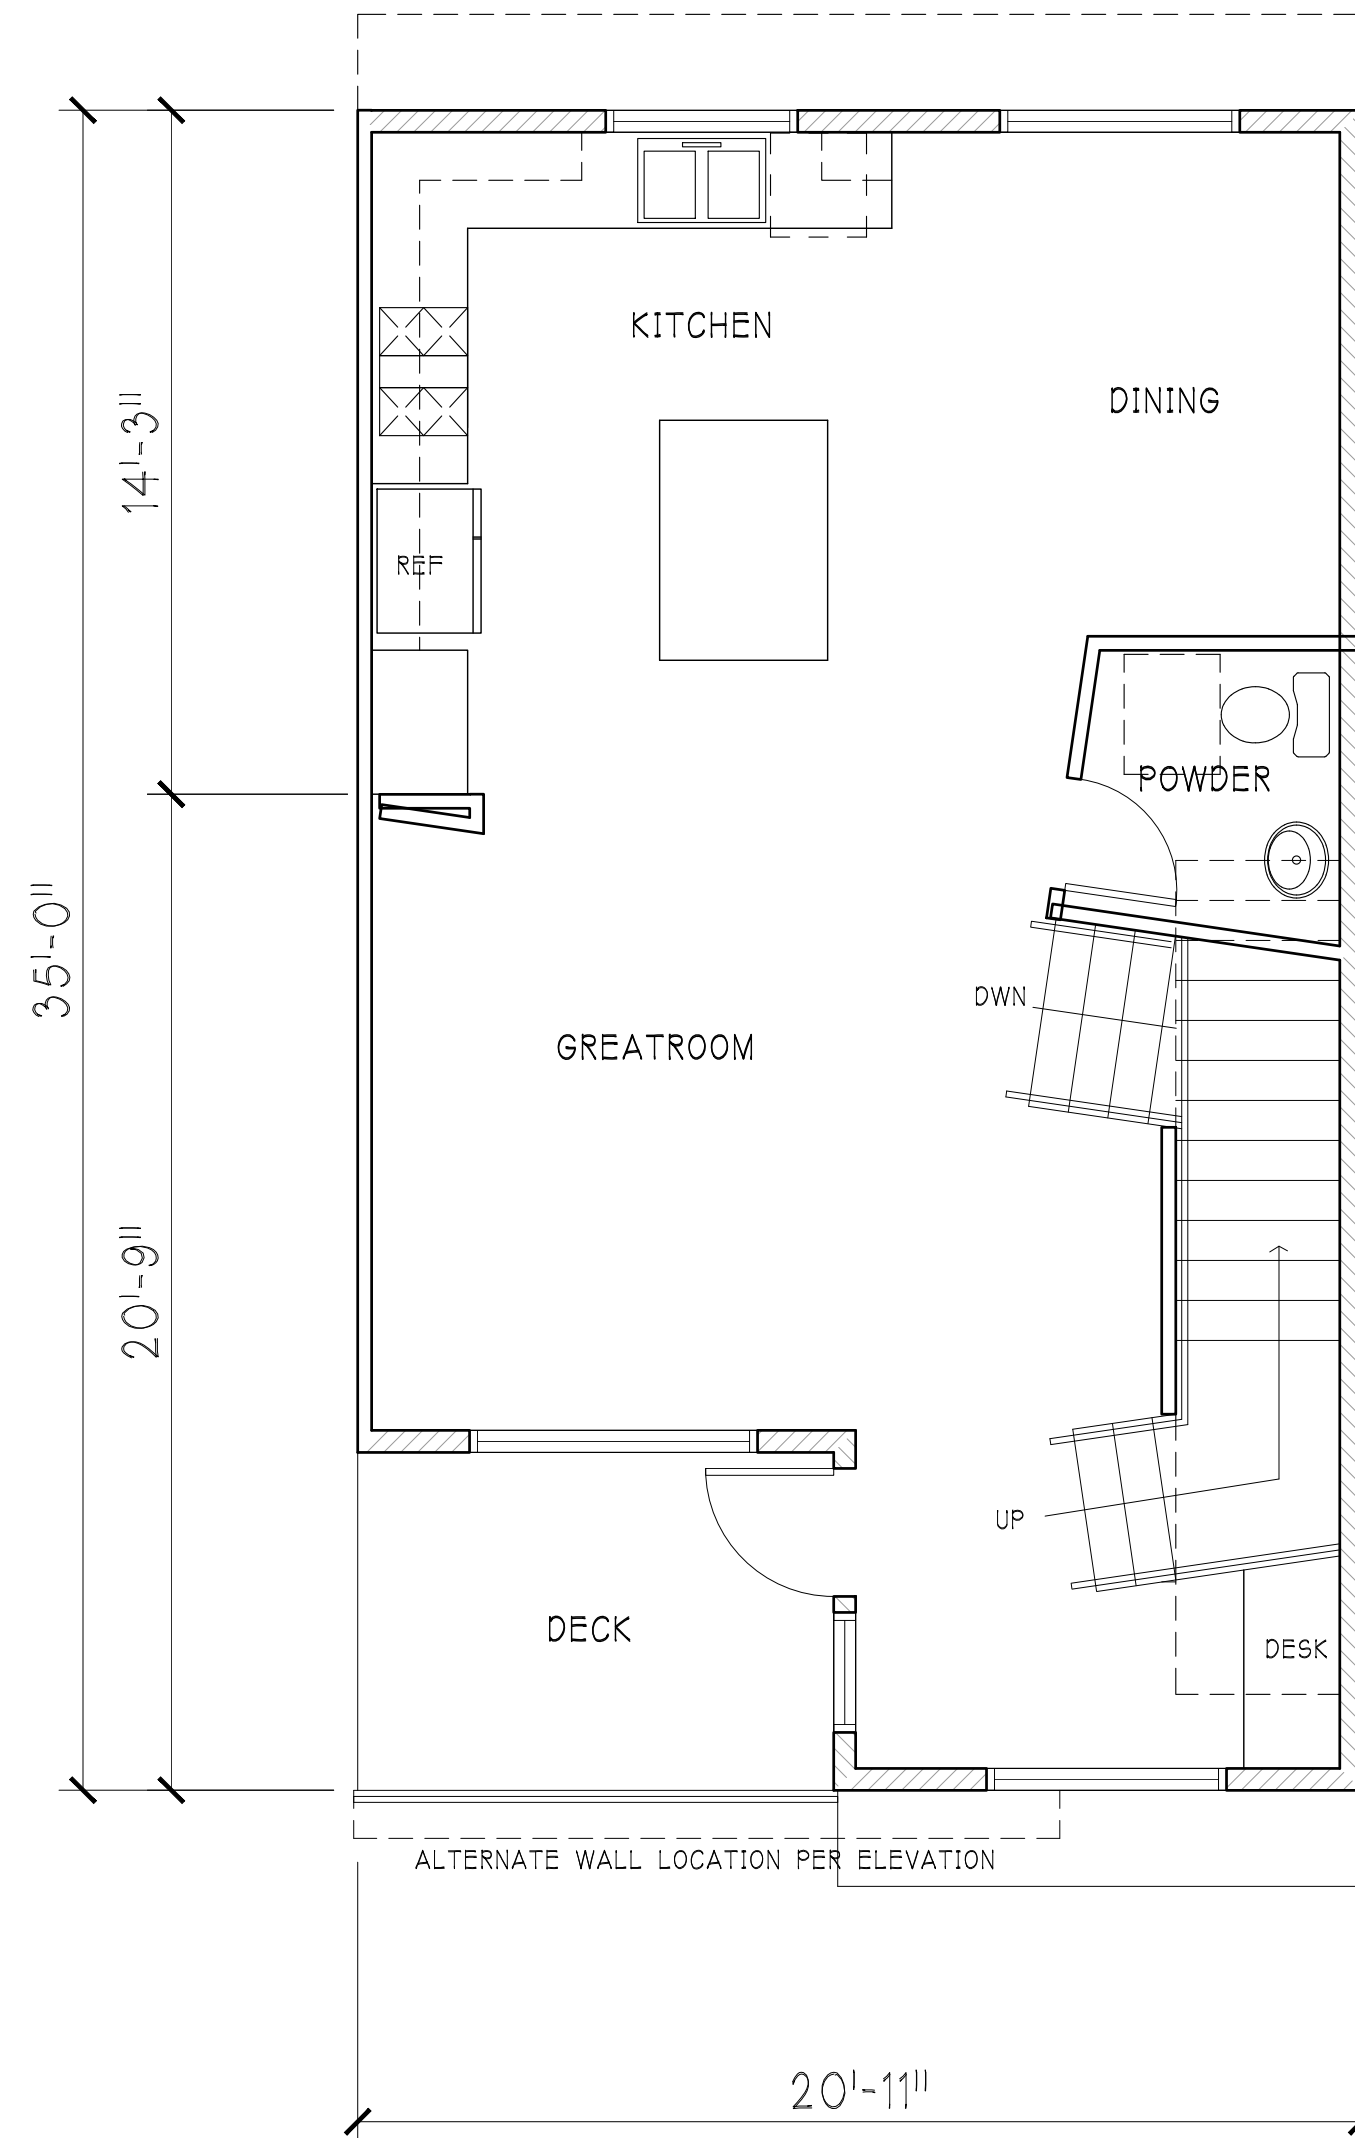 KITCHEN
DINING
14'-3"
REF
POWDER
35'-0"
DWN
GREATROOM
20'-9"
UP
DECK
DESK
ALTERNATE WALL LOCATION PER ELEVATION
20'-11"